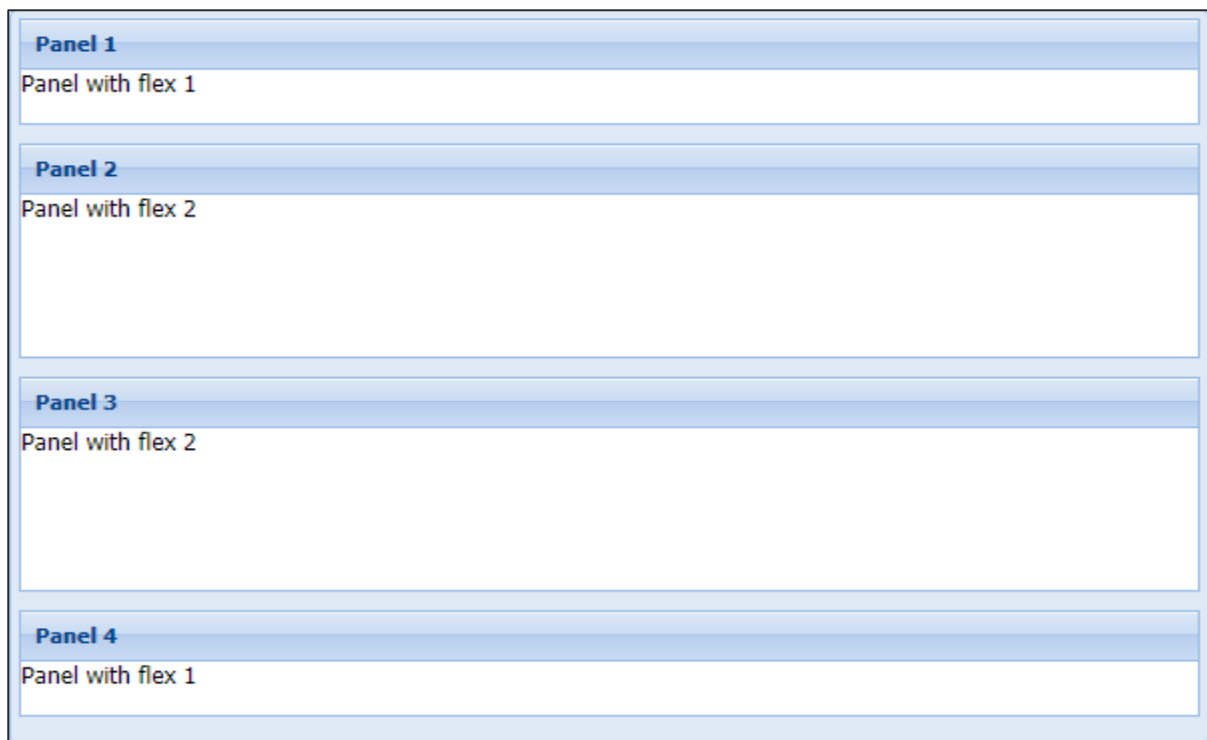 Panel 1
Panel with flex 1
Panel 2
Panel with flex 2
Panel 3
Panel with flex 2
Panel 4
Panel with flex 1